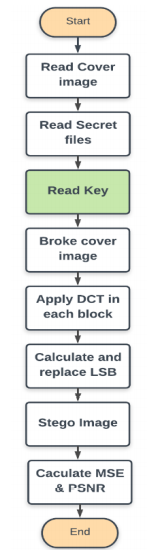 Start
Read Cover
image
Read Secret
files
Read Key
Broke cover
image
Apply DCT in
each block
Calculate and
replace LSB
Stego Image
Caculate MSE
& PSNR
End